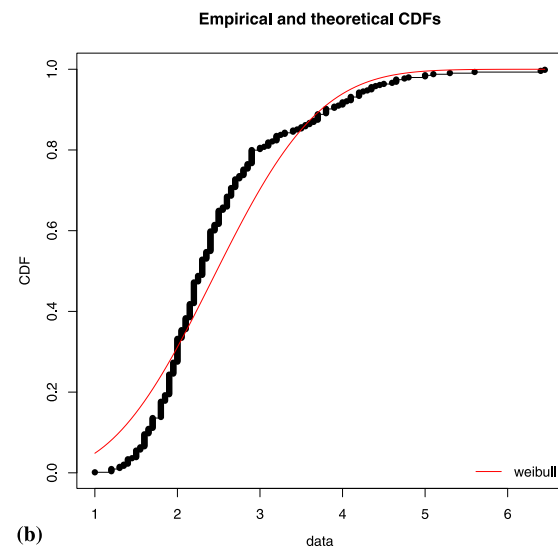 Empirical and theoretical CDFs
1.0
0.8
0.6
0.4
0.2
0.0
CDF
weibull
1 2 3 4 5 6
data
(b)